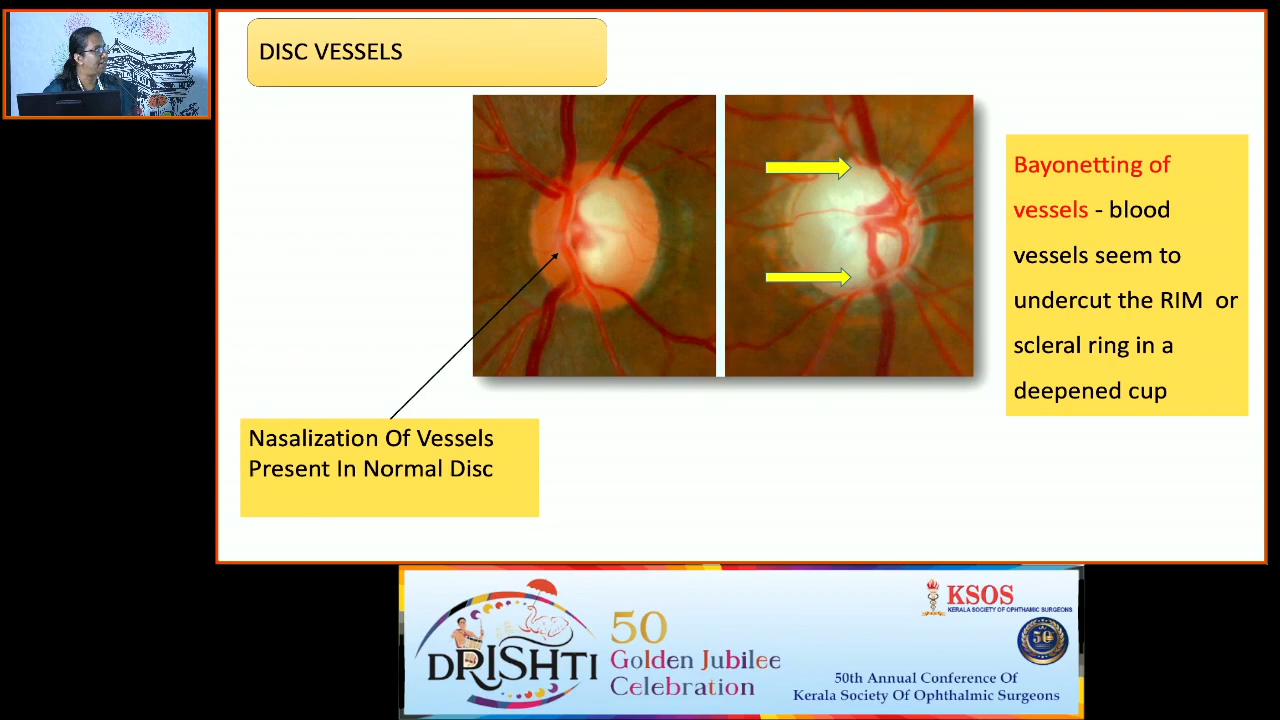 DISC VESSELS
Bayonetting of
vessels - blood
vessels seem to
undercut the RIM or
scleral ring in a
deepened cup
Nasalization Of Vessels
Present In Normal Disc
DRISHTI
50
Golden Jubilee
Celebration
KSOS
KERALA SOCIETY OF OPHTHAMIC SURGEONS
50
50th Annual Conference Of
Kerala Society Of Ophthalmic Surgeons